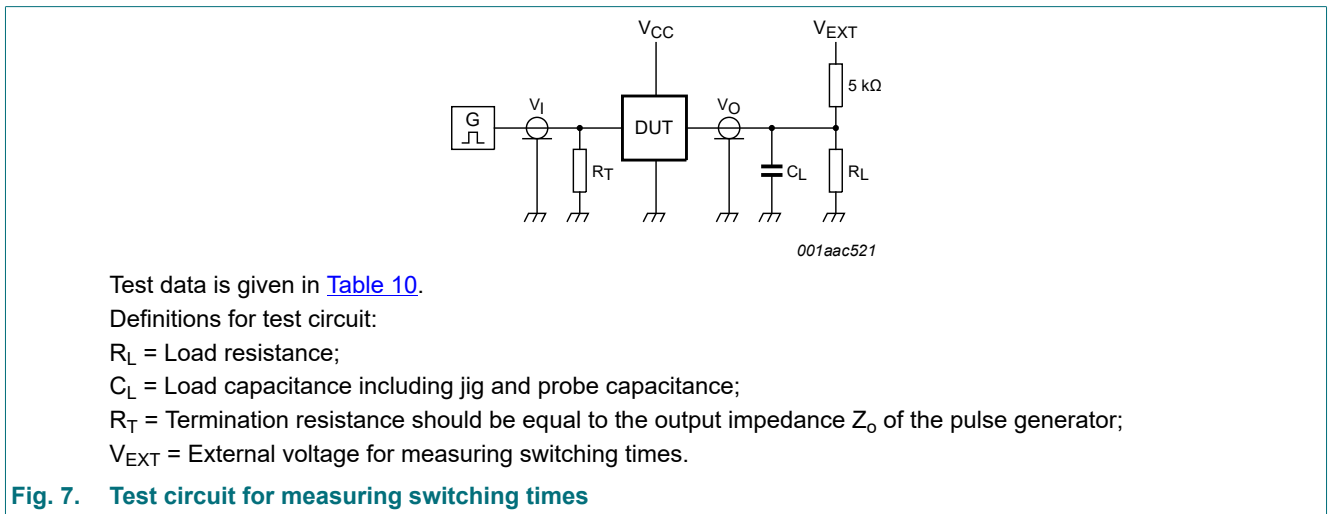 VCC
VEXT
5 kΩ
G
VI
DUT
VO
RT
CL
RL
001aac521
Test data is given in Table 10.
Definitions for test circuit:
RL = Load resistance;
CL = Load capacitance including jig and probe capacitance;
RT = Termination resistance should be equal to the output impedance Zo of the pulse generator;
VEXT = External voltage for measuring switching times.
Fig. 7. Test circuit for measuring switching times